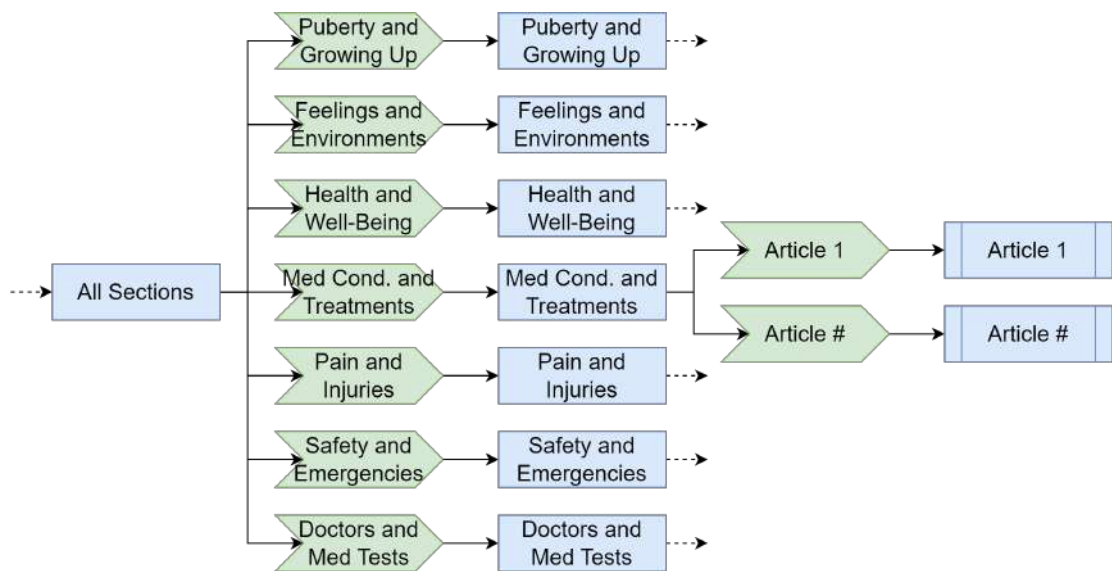 Puberty and
Growing Up
Puberty and
Growing Up
Feelings and
Environments
Feelings and
Environments
Health and
Well-Being
Health and
Well-Being
Article 1
Article 1
All Sections
Med Cond. and
Treatments
Med Cond. and
Treatments
Article #
Article #
Pain and
Injuries
Pain and
Injuries
Safety and
Emergencies
Safety and
Emergencies
Doctors and
Med Tests
Doctors and
Med Tests